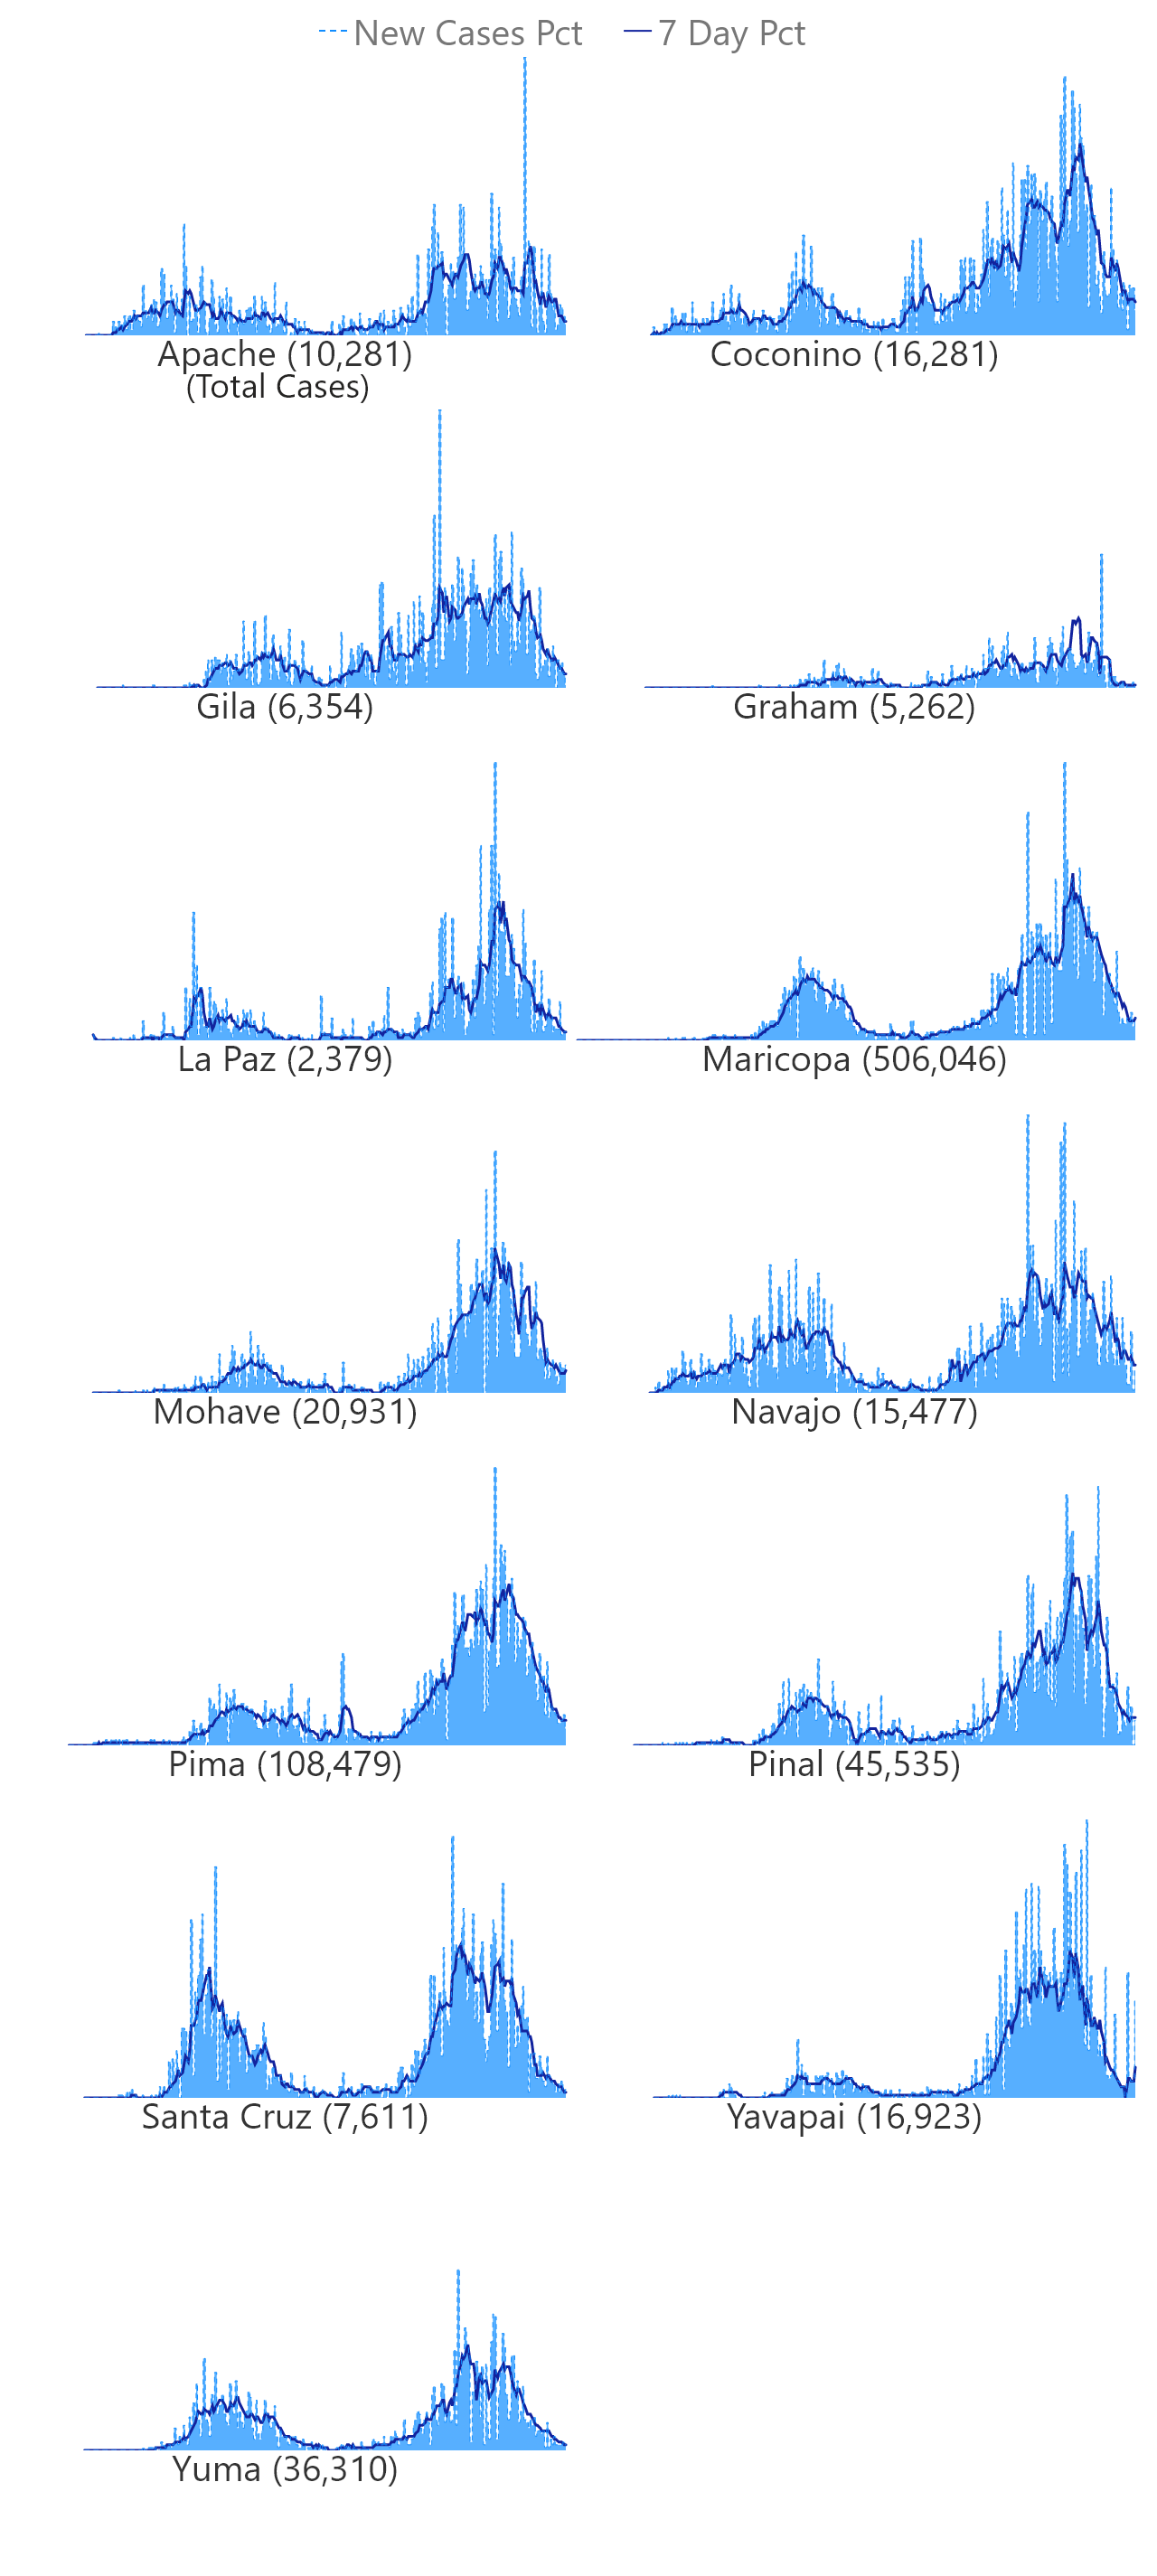 New Cases Pct 7 Day Pct
Apache (10,281) Coconino (16,281)
(Total Cases)
Gila (6,354) Graham (5,262)
La Paz (2,379) Maricopa (506,046)
Mohave (20,931) Navajo (15,477)
Pima (108,479) Pinal (45,535)
Santa Cruz (7,611) Yavapai (16,923)
Yuma (36,310)